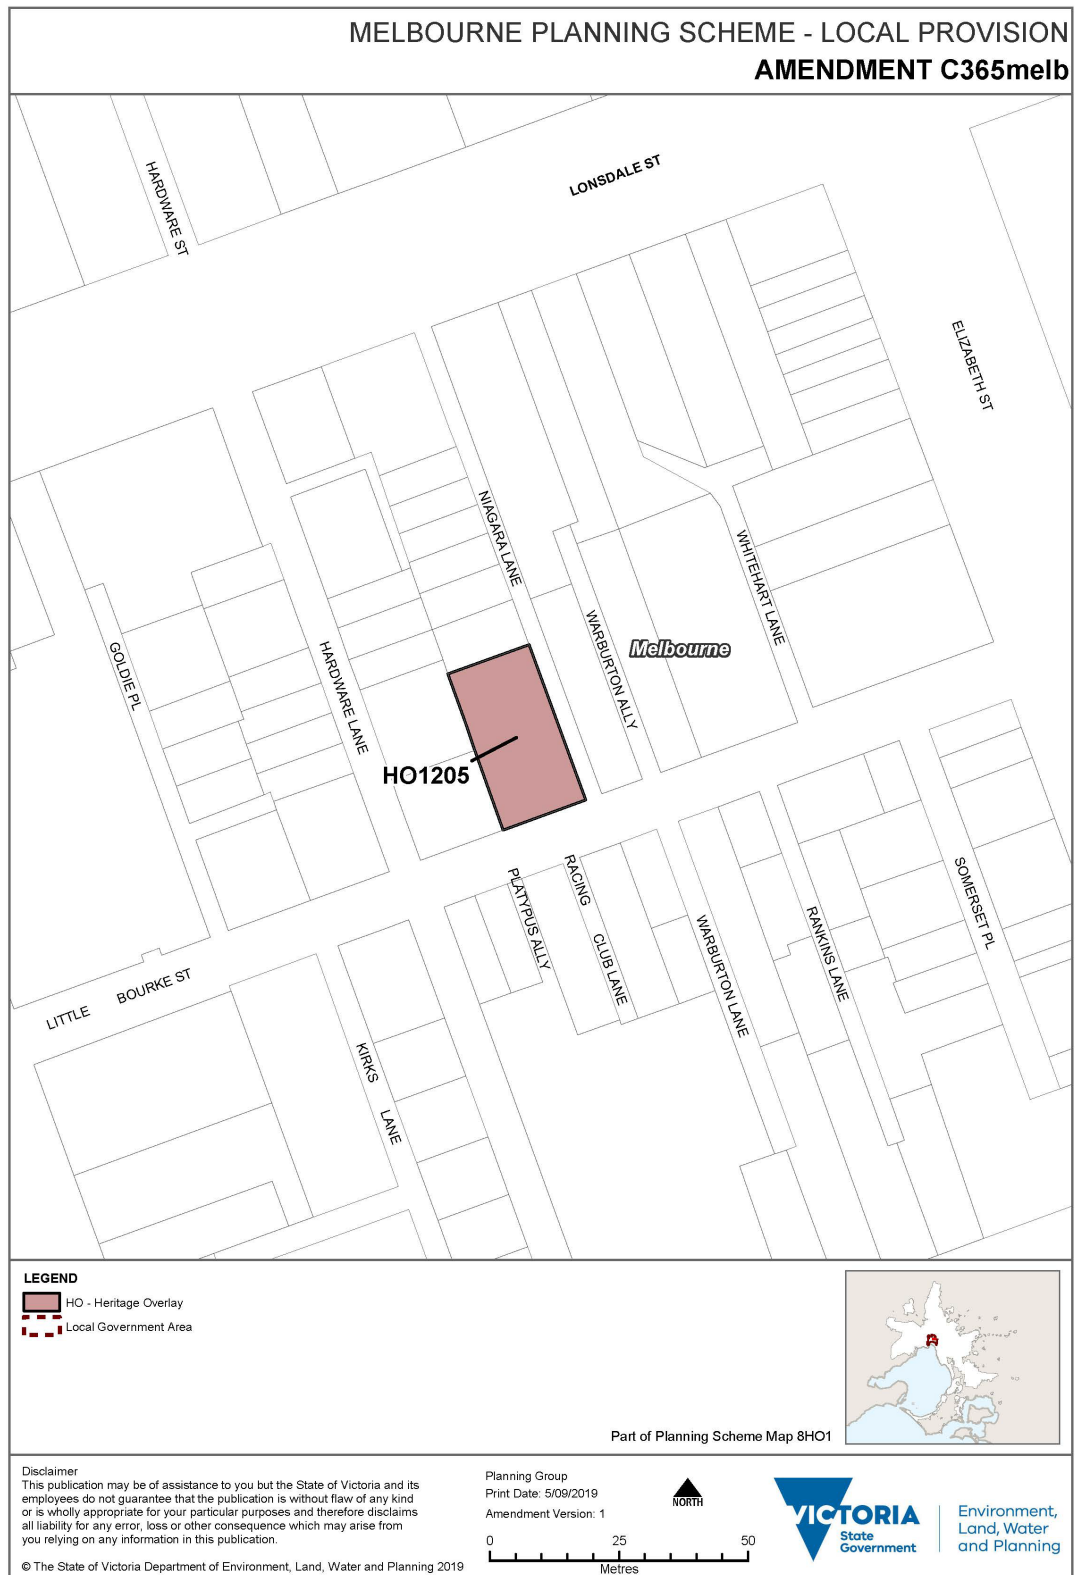 MELBOURNE PLANNING SCHEME - LOCAL PROVISION
AMENDMENT C365melb
HARDWARE ST
LONSDALE ST
ELIZABETH ST
NIAGARA LANE
WHITEHART LANE
WARBURTON ALLY
Melbourne
GOLDIE PL
HARDWARE LANE
HO1205
PLATYPUS ALLY
RACING
CLUB LANE
WARBURTON LANE
RANKINS LANE
SOMERSET PL
LITTLE
BOURKE ST
KIRKS
LANE
LEGEND
HO - Heritage Overlay
Local Government Area
Part of Planning Scheme Map 8HO1
Disclaimer
This publication may be of assistance to you but the State of Victoria and its
employees do not guarantee that the publication is without flaw of any kind
or is wholly appropriate for your particular purposes and therefore disclaims
all liability for any error, loss or other consequence which may arise from
you relying on any information in this publication.
© The State of Victoria Department of Environment, Land, Water and Planning 2019
Planning Group
Print Date: 5/09/2019
Amendment Version: 1
NORTH
0 25 50
Metres
VICTORIA
State
Government
Environment,
Land, Water
and Planning